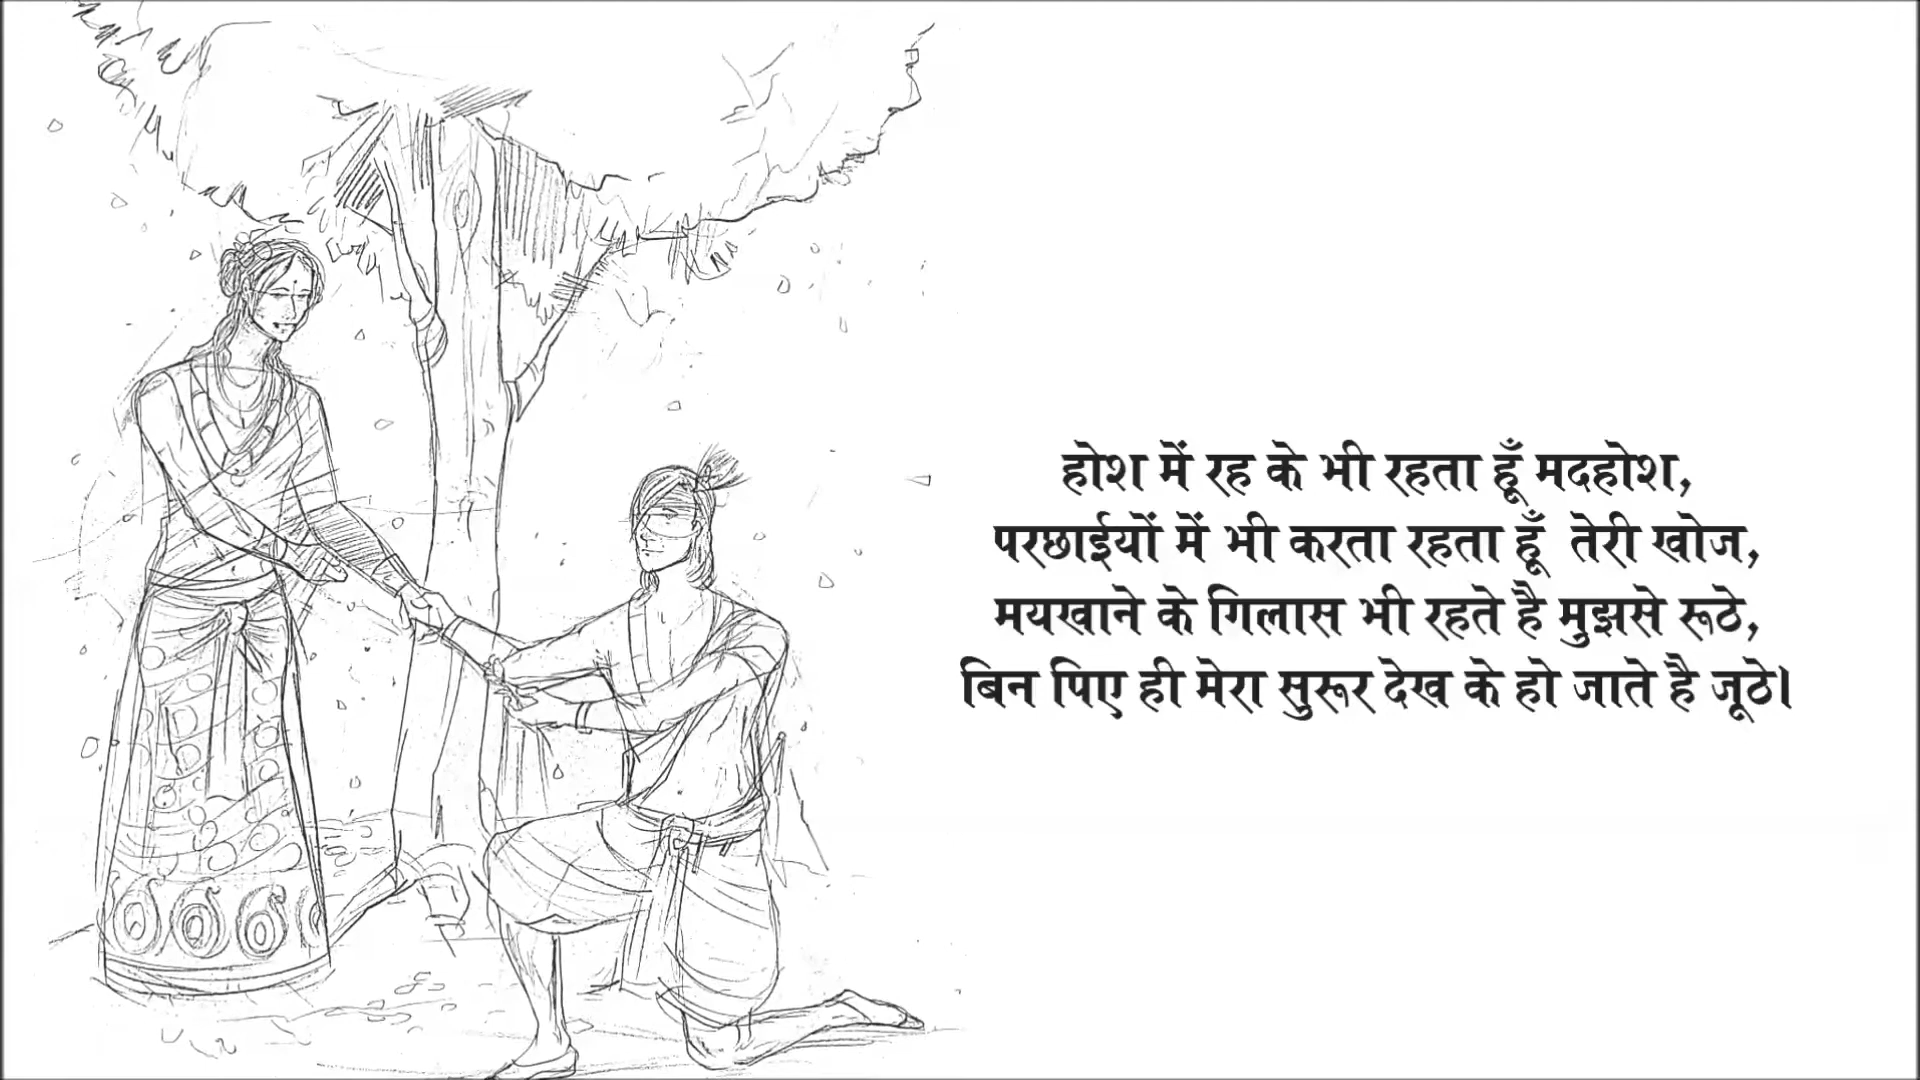 होश में रह के भी रहता हूँ मदहोश,
परछाईयों में भी करता रहता हूँ तेरी खोज,
मयखाने के गिलास भी रहते है मुझसे रूठे,
बिन पिए ही मेरा सुरूर देख के हो जाते है जूठे।